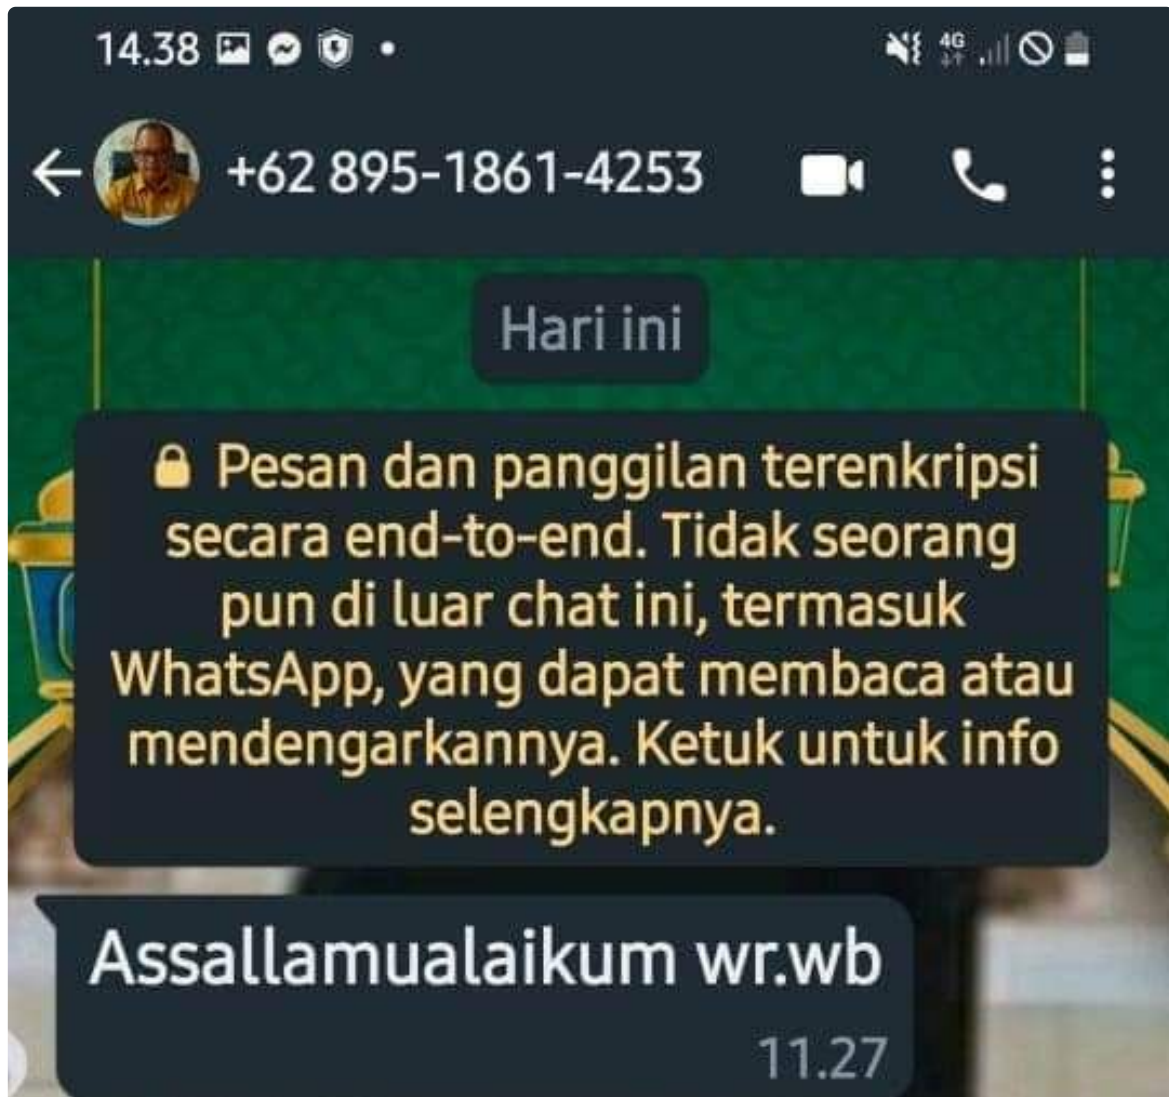 14.38
4G
+62 895-1861-4253
Hari ini
Pesan dan panggilan terenkripsi
secara end-to-end. Tidak seorang
pun di luar chat ini, termasuk
WhatsApp, yang dapat membaca atau
mendengarkannya. Ketuk untuk info
selengkapnya.
Assallamualaikum wr.wb
11.27